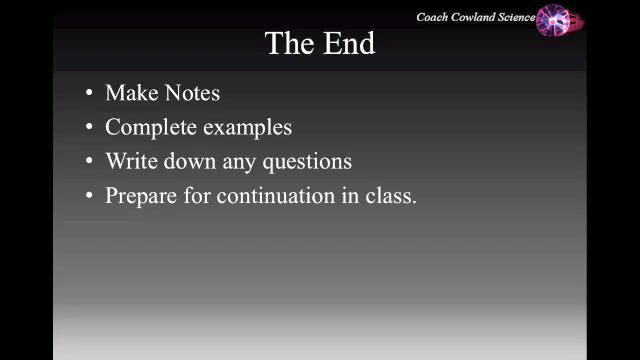 Coach Cowland Science
The End
• Make Notes
• Complete examples
• Write down any questions
• Prepare for continuation in class.